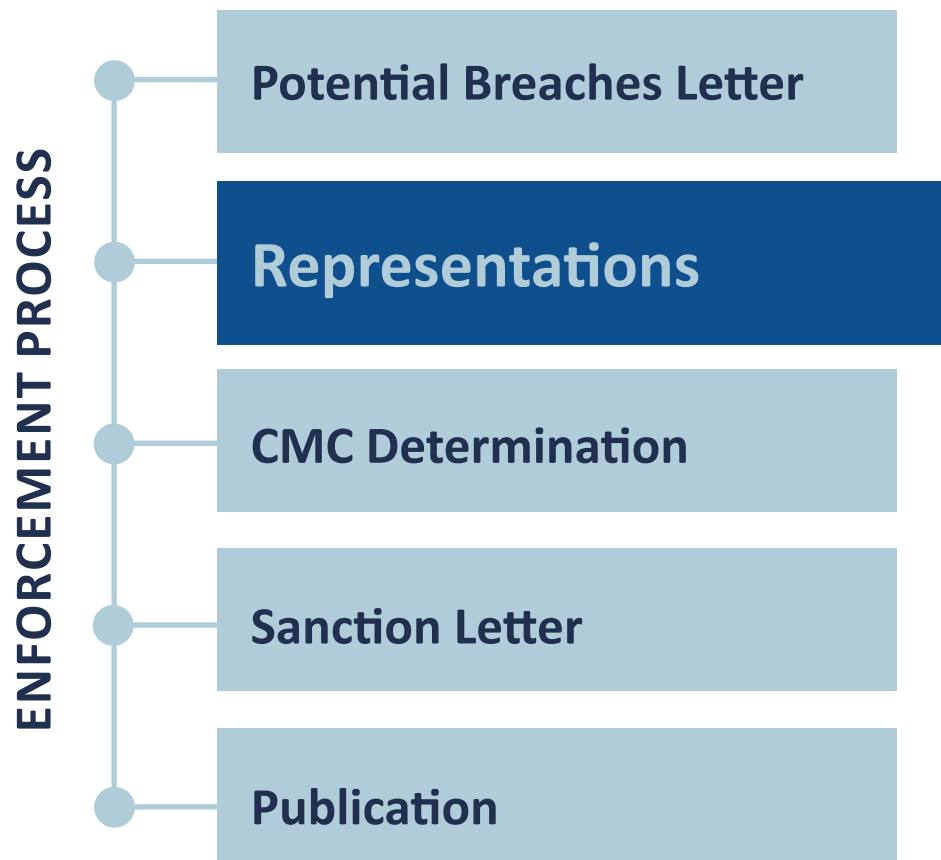 ENFORCEMENT PROCESS
Potential Breaches Letter
Representations
CMC Determination
Sanction Letter
Publication